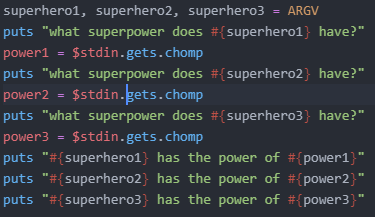 superhero1, superhero2, superhero3 = ARGV
puts "what superpower does #{superhero1} have?"
power1 = $stdin.gets.chomp
puts "what superpower does #{superhero2} have?"
power2 = $stdin.gets.chomp
puts "what superpower does #{superhero3} have?"
power3 = $stdin.gets.chomp
puts "#{superhero1} has the power of #{power1}"
puts "#{superhero2} has the power of #{power2}"
puts "#{superhero3} has the power of #{power3}"